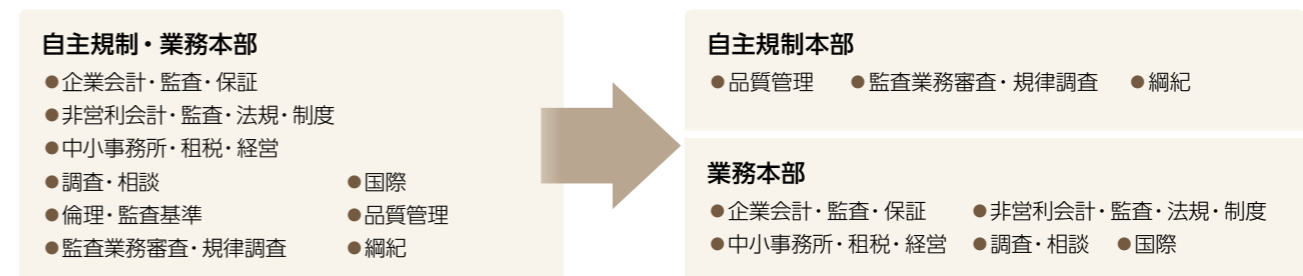 自主規制・業務本部
●企業会計・監査・保証
●非営利会計・監査・法規・制度
●中小事務所・租税・経営
●調査・相談 ●国際
●倫理・監査基準 ●品質管理
●監査業務審査・規律調査 ●綱紀
自主規制本部
●品質管理 ●監査業務審査・規律調査 ●綱紀
業務本部
●企業会計・監査・保証 ●非営利会計・監査・法規・制度
●中小事務所・租税・経営 ●調査・相談 ●国際